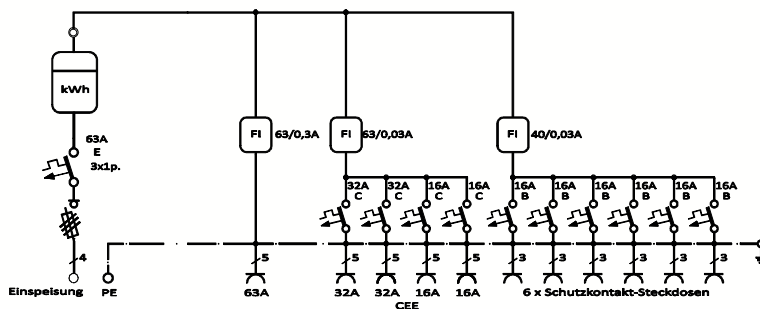 kWh
63A
E
3x1p.
FI 63/0,3A
FI 63/0,03A
FI 40/0,03A
32A 32A 16A 16A 16A 16A 16A 16A 16A 16A
C C C C B B B B B B
4 5 5 5 5 5 3 3 3 3 3 3
Einspeisung PE 63A 32A 32A 16A 16A 6 x Schutzkontakt-Steckdosen
CEE